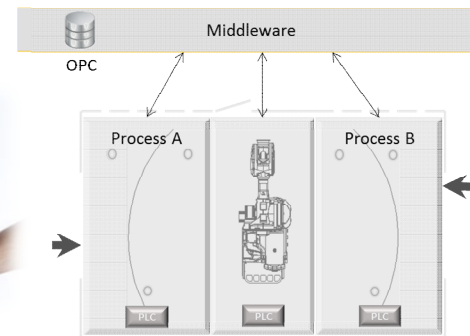 Middleware
OPC
Process A
Process B
PLC
PLC
PLC